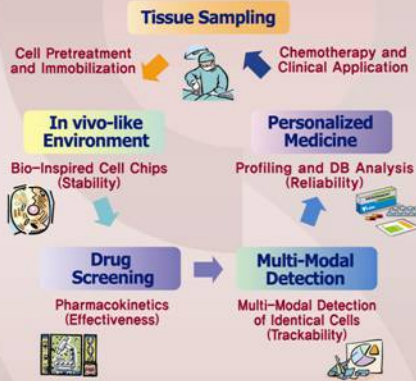 Tissue Sampling
Cell Pretreatment
and Immobilization
Chemotherapy and
Clinical Application
In vivo-like
Environment
Personalized
Medicine
Bio-Inspired Cell Chips
(Stability)
Profiling and DB Analysis
(Reliability)
Drug
Screening
Multi-Modal
Detection
Pharmacokinetics
(Effectiveness)
Multi-Modal Detection
of Identical Cells
(Trackability)